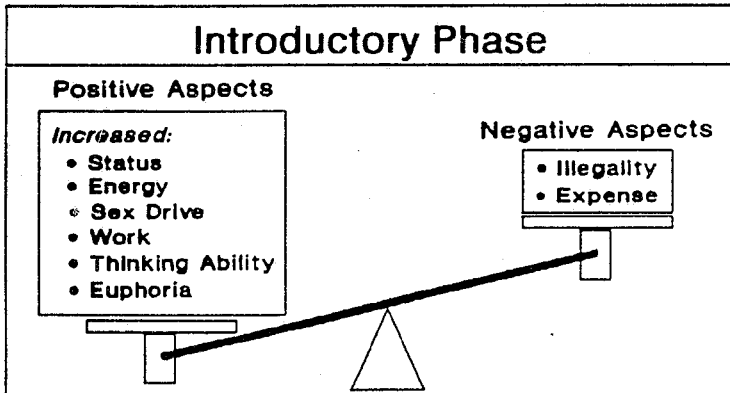 Introductory Phase
Positive Aspects
Increased:
• Status
• Energy
• Sex Drive
• Work
• Thinking Ability
• Euphoria
Negative Aspects
• Illegality
• Expense